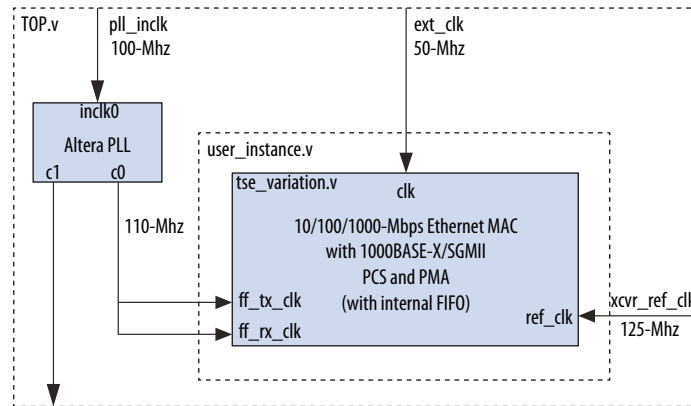 TOP.v
pll_inclk
100-Mhz
ext_clk
50-Mhz
inclk0
Altera PLL
c1
c0
110-Mhz
user_instance.v
tse_variation.v
clk
10/100/1000-Mbps Ethernet MAC
with 1000BASE-X/SGMII
PCS and PMA
(with internal FIFO)
ff_tx_clk
ff_rx_clk
ref_clk
xcvr_ref_clk
125-Mhz